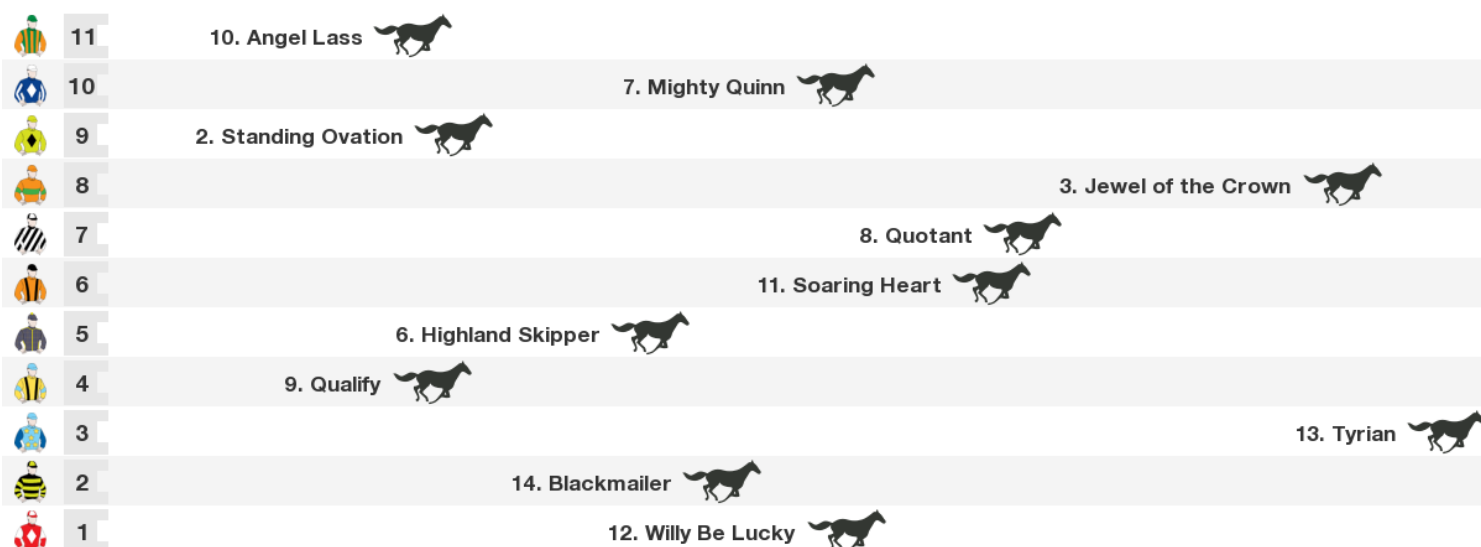 11 10. Angel Lass
10 7. Mighty Quinn
9 2. Standing Ovation
8 3. Jewel of the Crown
7 8. Quotant
6 11. Soaring Heart
5 6. Highland Skipper
4 9. Qualify
3 13. Tyrian
2 14. Blackmailer
1 12. Willy Be Lucky